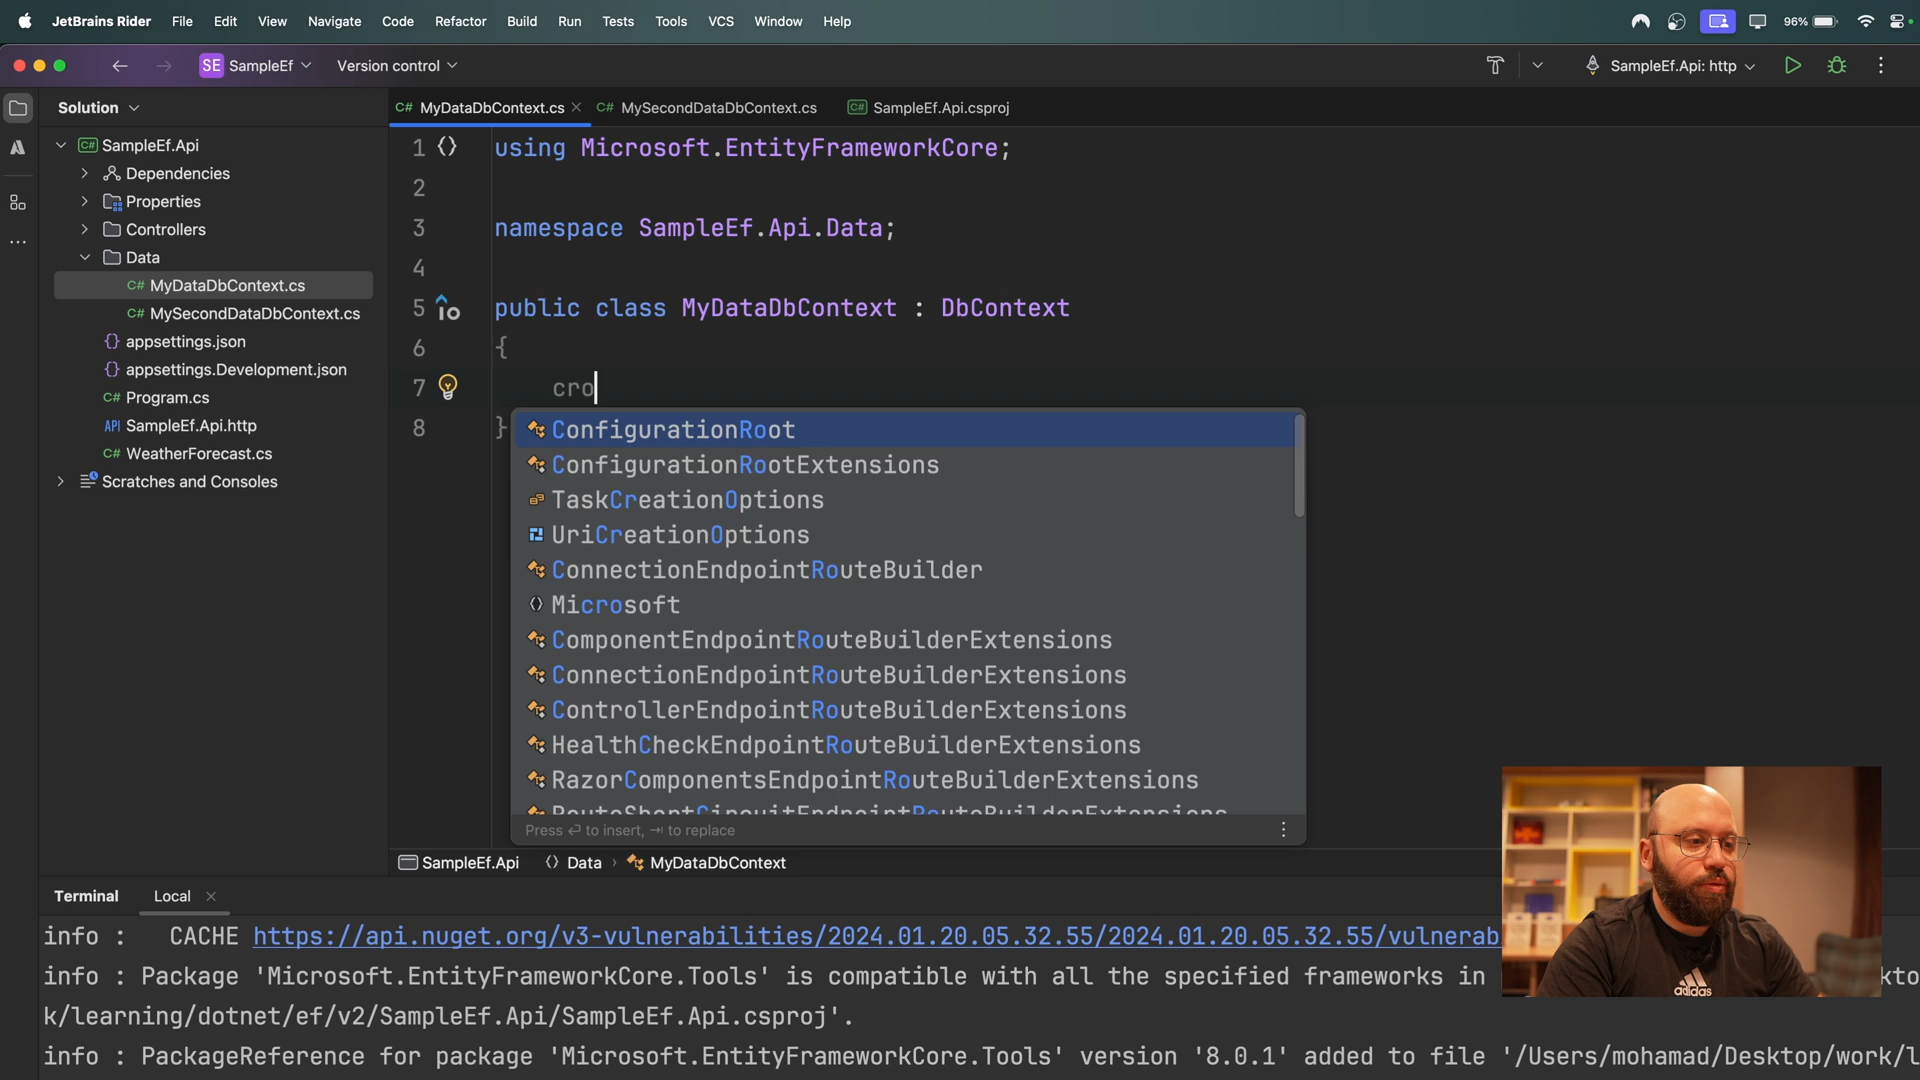 JetBrains Rider File Edit View Navigate Code Refactor Build Run Tests Tools VCS Window Help 96%
SE SampleEf Version control SampleEf.Api: http
Solution
MyDataDbContext.cs
C# MySecondDataDbContext.cs
C# SampleEf.Api.csproj
C# SampleEf.Api
Dependencies
Properties
Controllers
Data
C# MyDataDbContext.cs
C# MySecondDataDbContext.cs
{} appsettings.json
{} appsettings.Development.json
C# Program.cs
API SampleEf.Api.http
C# WeatherForecast.cs
Scratches and Consoles
1 using Microsoft.EntityFrameworkCore;
2
3 namespace SampleEf.Api.Data;
4
5 public class MyDataDbContext : DbContext
6 {
7 cro
8 }
ConfigurationRoot
ConfigurationRootExtensions
TaskCreationOptions
UriCreationOptions
ConnectionEndpointRouteBuilder
Microsoft
ComponentEndpointRouteBuilderExtensions
ConnectionEndpointRouteBuilderExtensions
ControllerEndpointRouteBuilderExtensions
HealthCheckEndpointRouteBuilderExtensions
RazorComponentsEndpointRouteBuilderExtensions
RouteShortCircuitEndpointRouteBuilderExtensions
Press ⏎ to insert, ⇥ to replace
SampleEf.Api Data › MyDataDbContext
Terminal Local
info : CACHE https://api.nuget.org/v3-vulnerabilities/2024.01.20.05.32.55/2024.01.20.05.32.55/vulnerab
info : Package 'Microsoft.EntityFrameworkCore.Tools' is compatible with all the specified frameworks in kto
k/learning/dotnet/ef/v2/SampleEf.Api/SampleEf.Api.csproj'.
info : PackageReference for package 'Microsoft.EntityFrameworkCore.Tools' version '8.0.1' added to file '/Users/mohamad/Desktop/work/l
adidas